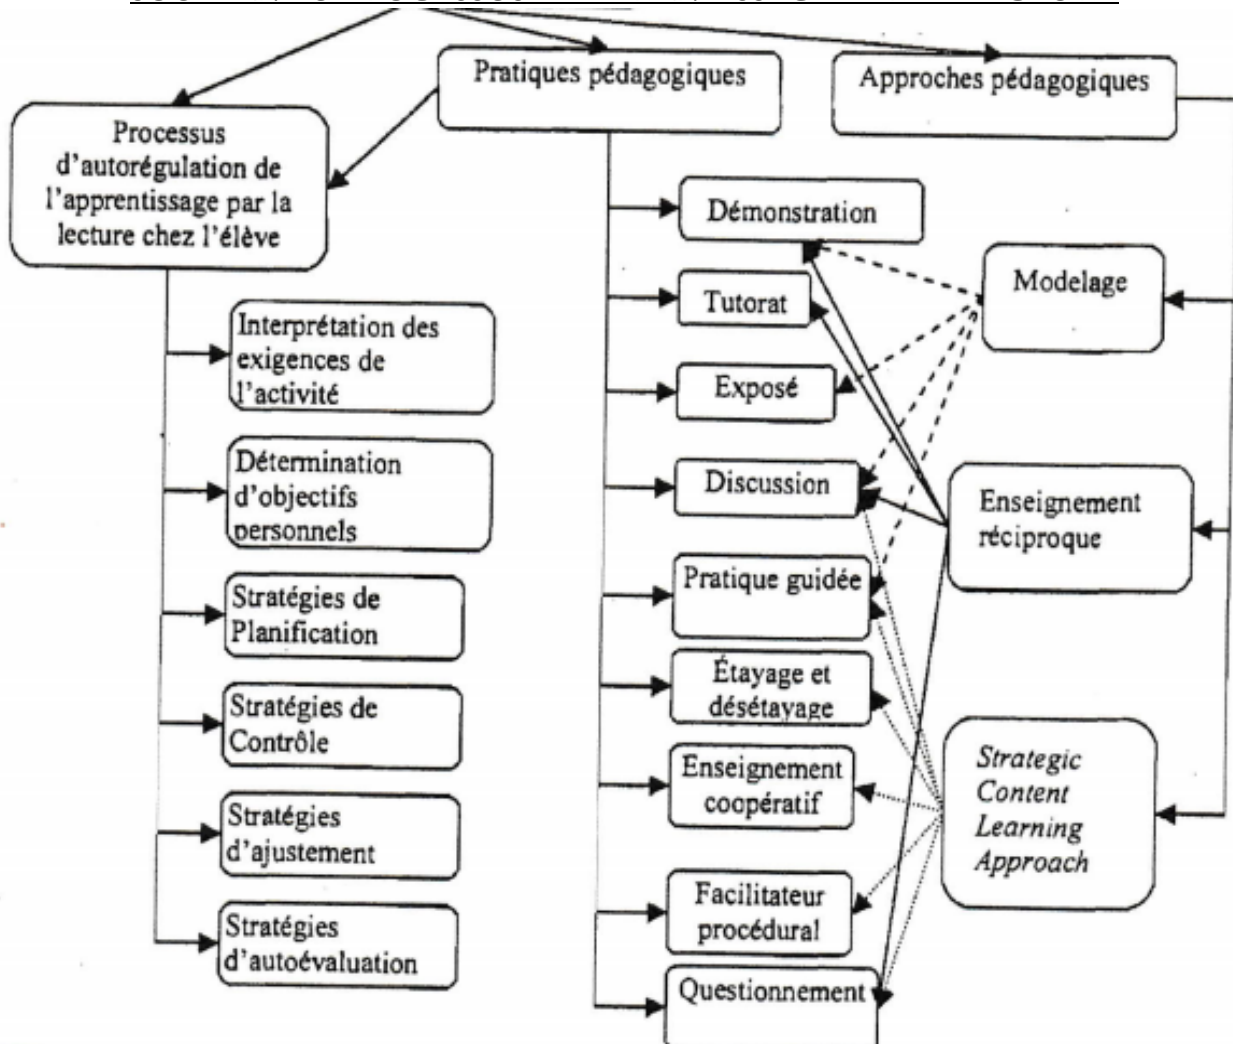 Pratiques pédagogiques
Approches pédagogiques
Processus
d'autorégulation de
l'apprentissage par la
lecture chez l'élève
Interprétation des
exigences de
l'activité
Détermination
d'objectifs
personnels
Stratégies de
Planification
Stratégies de
Contrôle
Stratégies
d'ajustement
Stratégies
d'autoévaluation
Démonstration
Tutorat
Exposé
Discussion
Pratique guidée
Étayage et
désétayage
Enseignement
coopératif
Facilitateur
procédural
Questionnement
Modelage
Enseignement
réciproque
Strategic
Content
Learning
Approach